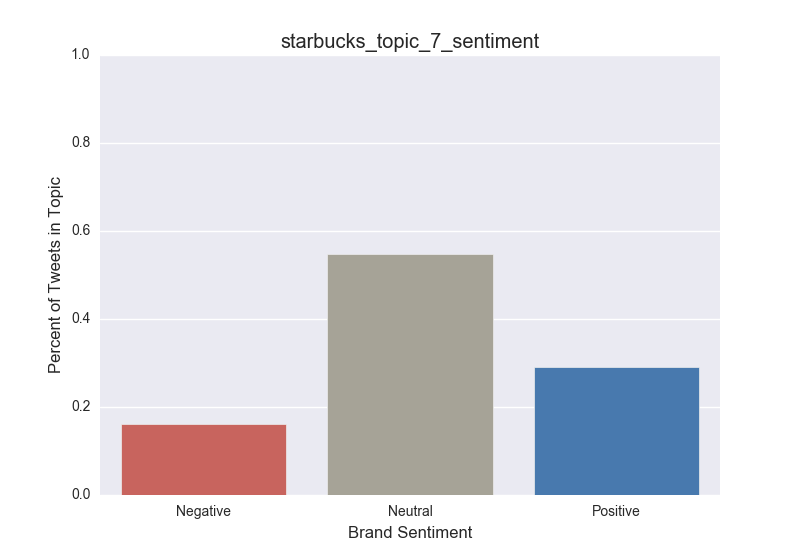 starbucks_topic_7_sentiment
1.0
0.8
0.6
0.4
0.2
0.0
Percent of Tweets in Topic
Negative Neutral Positive
Brand Sentiment